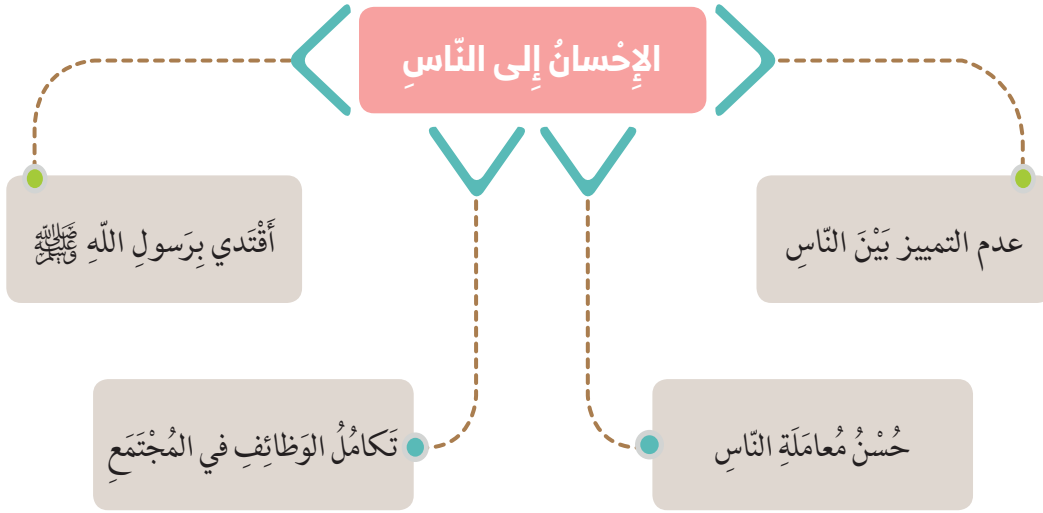 الإِحْسانُ إِلى النّاسِ
عدم التمييز بَيْنَ النّاسِ
أَقْتَدي بِرَسولِ اللّهِ ﷺ
حُسْنُ مُعامَلَةِ النّاسِ
تَكامُلُ الوَظائِفِ في المُجْتَمَعِ